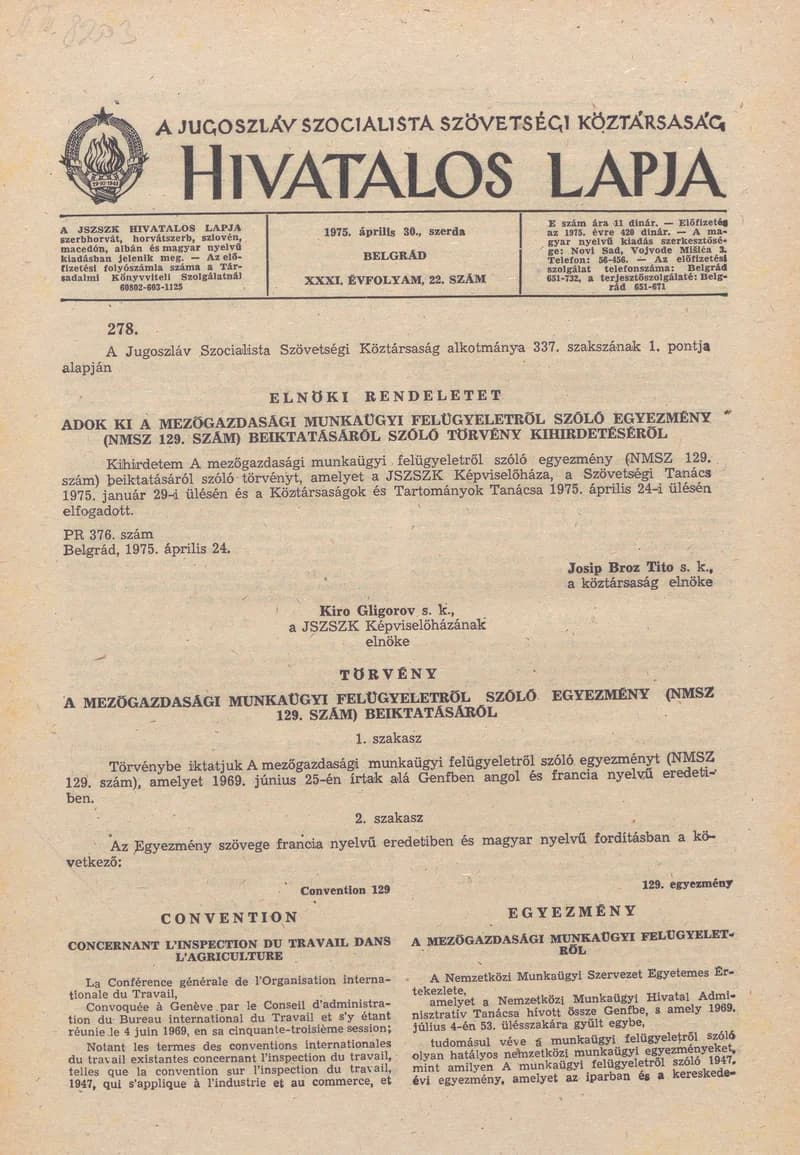 8203
A JUGOSZLÁV SZOCIALISTA SZÖVETSÉGI KÖZTÁRSASÁG
HIVATALOS LAPJA
A JSZSZK HIVATALOS LAPJA
szerbhorvát, horvátszerb, szlovén,
macedón, albán és magyar nyelvű
kiadásban jelenik meg. — Az elő-
fizetési folyószámla száma a Tár-
sadalmi Könyvviteli Szolgálatnál
60802-603-1125
1975. április 30., szerda
BELGRÁD
XXXI. ÉVFOLYAM, 22. SZÁM
E szám ára 11 dinár. — Előfizetés
az 1975. évre 420 dinár. — A ma-
gyar nyelvű kiadás szerkesztősé-
ge: Novi Sad, Vojvode Mišića 3.
Telefon: 56-456. — Az előfizetési
szolgálat telefonszáma: Belgrád
651-732, a terjesztőszolgálaté: Belg-
rád 651-671
278.
A Jugoszláv Szocialista Szövetségi Köztársaság alkotmánya 337. szakszának 1. pontja
alapján
ELNÖKI RENDELETET
ADOK KI A MEZŐGAZDASÁGI MUNKAÜGYI FELÜGYELETRŐL SZÓLÓ EGYEZMÉNY
(NMSZ 129. SZÁM) BEIKTATÁSÁRÓL SZÓLÓ TÖRVÉNY KIHIRDETÉSÉRŐL
Kihirdetem A mezőgazdasági munkaügyi felügyeletről szóló egyezmény (NMSZ 129.
szám) beiktatásáról szóló törvényt, amelyet a JSZSZK Képviselőháza, a Szövetségi Tanács
1975. január 29-i ülésén és a Köztársaságok és Tartományok Tanácsa 1975. április 24-i ülésén
elfogadott.
PR 376. szám
Belgrád, 1975. április 24.
Josip Broz Tito s. k.,
a köztársaság elnöke
Kiro Gligorov s. k.,
a JSZSZK Képviselőházának
elnöke
TÖRVÉNY
A MEZŐGAZDASÁGI MUNKAÜGYI FELÜGYELETRŐL SZÓLÓ EGYEZMÉNY (NMSZ
129. SZÁM) BEIKTATÁSÁRÓL
1. szakasz
Törvénybe iktatjuk A mezőgazdasági munkaügyi felügyeletről szóló egyezményt (NMSZ
129. szám), amelyet 1969. június 25-én írtak alá Genfben angol és francia nyelvű eredeti-
ben.
2. szakasz
Az Egyezmény szövege francia nyelvű eredetiben és magyar nyelvű fordításban a kö-
vetkező:
Convention 129
CONVENTION
CONCERNANT L'INSPECTION DU TRAVAIL DANS
L'AGRICULTURE
La Conférence générale de l'Organisation interna-
tionale du Travail,
Convoquée à Genève par le Conseil d'administra-
tion du Bureau international du Travail et s'y étant
réunie le 4 juin 1969, en sa cinquante-troisième session;
Notant les termes des conventions internationales
du travail existantes concernant l'inspection du travail,
telles que la convention sur l'inspection du travail,
1947, qui s'applique à l'industrie et au commerce, et
129. egyezmény
EGYEZMÉNY
A MEZŐGAZDASÁGI MUNKAÜGYI FELÜGYELET-
RŐL
A Nemzetközi Munkaügyi Szervezet Egyetemes Ér-
tekezlete,
amelyet a Nemzetközi Munkaügyi Hivatal Admi-
nisztratív Tanácsa hívott össze Genfbe, s amely 1969.
július 4-én 53. ülésszakára gyűlt egybe,
tudomásul véve a munkaügyi felügyeletről szóló
olyan hatályos nemzetközi munkaügyi egyezményeket,
mint amilyen A munkaügyi felügyeletről szóló 1947.
évi egyezmény, amelyet az iparban és a kereskede-